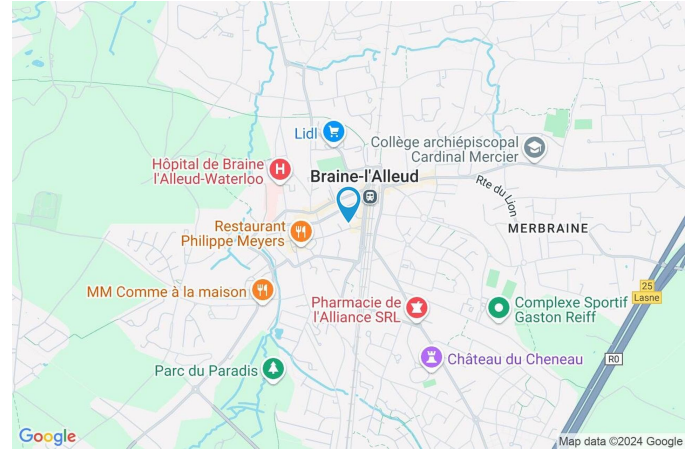 Lidl
Collège archiépiscopal
Cardinal Mercier
Hôpital de Braine
l'Alleud-Waterloo
H
Braine-l'Alleud
Rte du Lion
Restaurant
Philippe Meyers
MERBRAINE
MM Comme à la maison
25
Lasne
Pharmacie de
l'Alliance SRL
Complexe Sportif
Gaston Reiff
Château du Cheneau
R0
Parc du Paradis
Google
Map data ©2024 Google